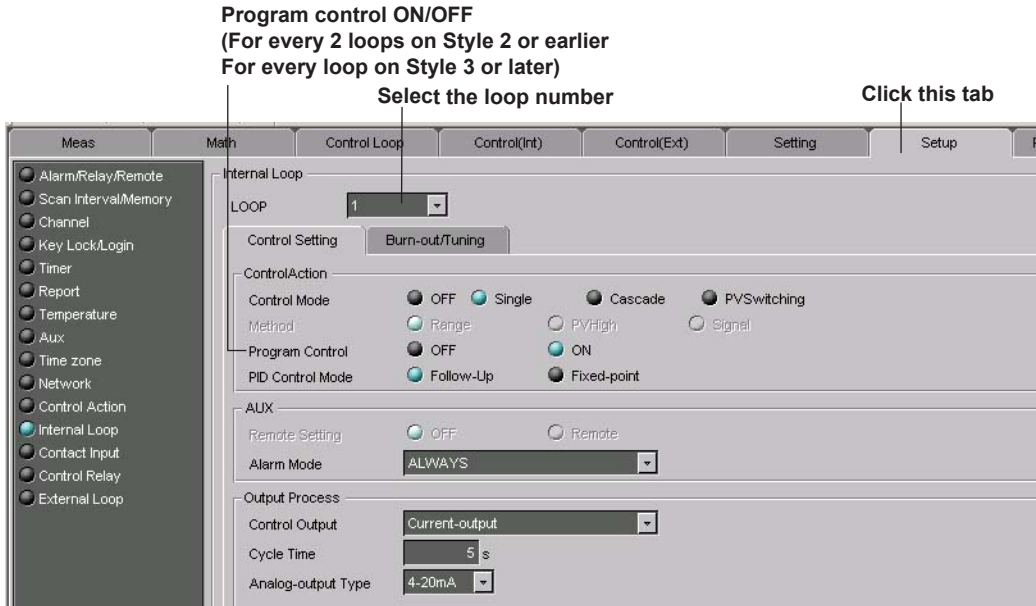 Program control ON/OFF
(For every 2 loops on Style 2 or earlier
For every loop on Style 3 or later)
Select the loop number
Click this tab
Meas
Math
Control Loop
Control(Int)
Control(Ext)
Setting
Setup
Alarm/Relay/Remote
Scan Interval/Memory
Channel
Key Lock/Login
Timer
Report
Temperature
Aux
Time zone
Network
Control Action
Internal Loop
Contact Input
Control Relay
External Loop
Internal Loop
LOOP 1
Control Setting Burn-out/Tuning
ControlAction
Control Mode OFF Single Cascade PVSwitching
Method Range PVHigh Signal
Program Control OFF ON
PID Control Mode Follow-Up Fixed-point
AUX
Remote Setting OFF Remote
Alarm Mode ALWAYS
Output Process
Control Output Current-output
Cycle Time 5 s
Analog-output Type 4-20mA